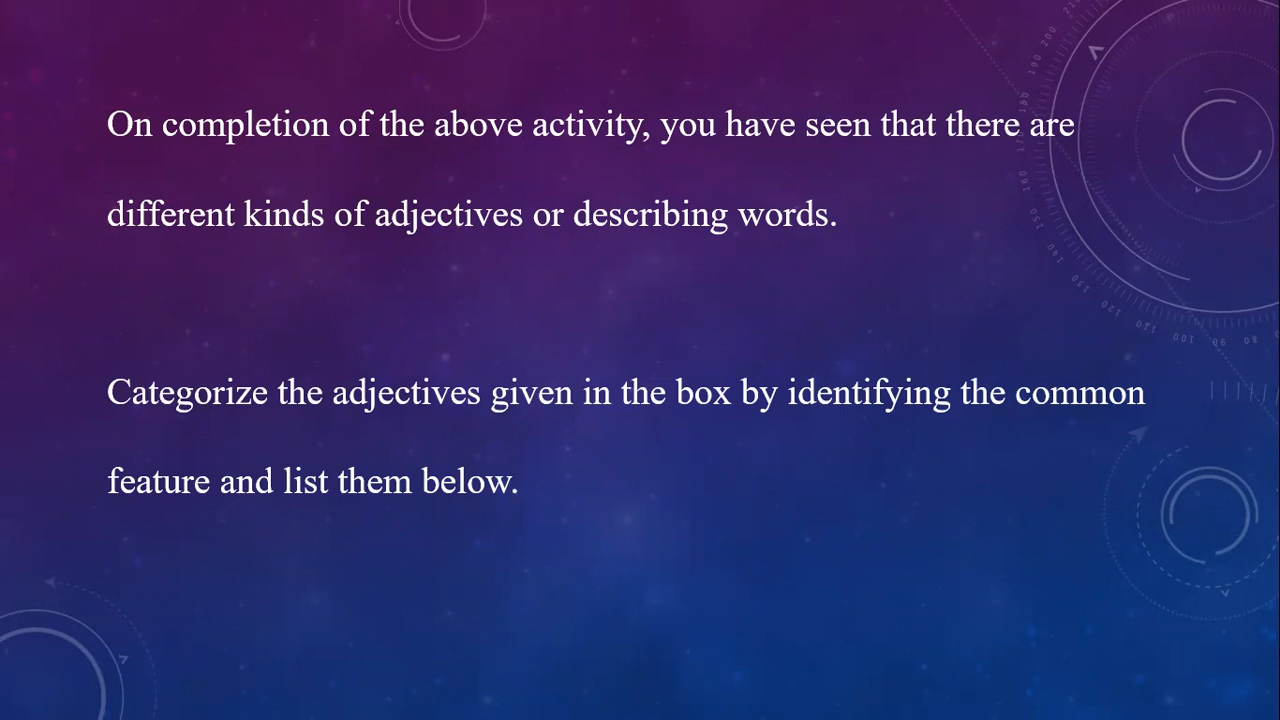 On completion of the above activity, you have seen that there are
different kinds of adjectives or describing words.
Categorize the adjectives given in the box by identifying the common
feature and list them below.